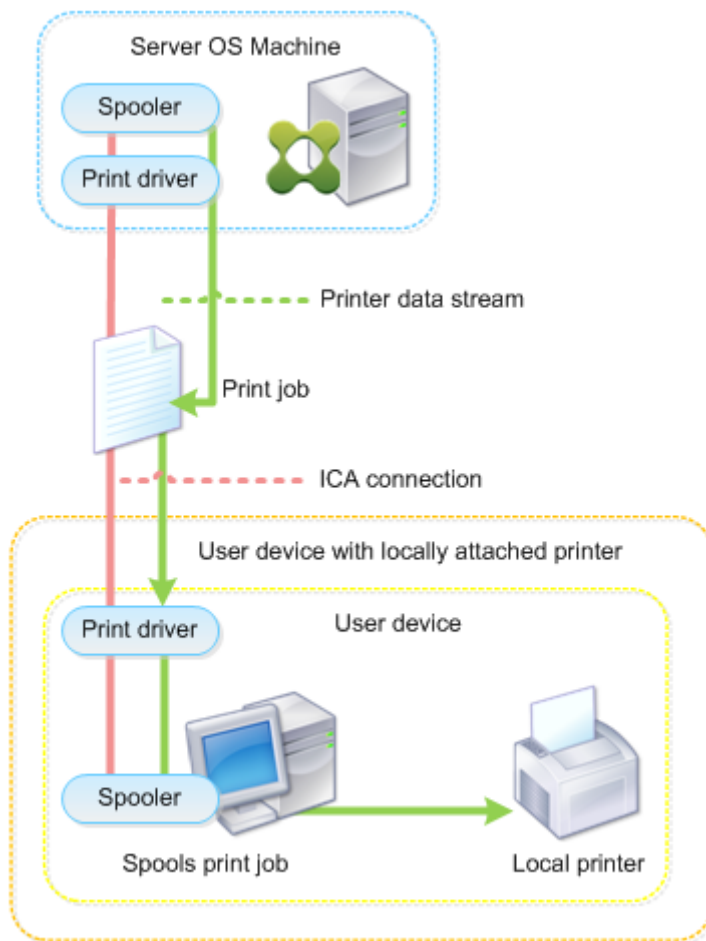 Server OS Machine
Spooler
Print driver
Printer data stream
Print job
ICA connection
User device with locally attached printer
Print driver
User device
Spooler
Spools print job
Local printer